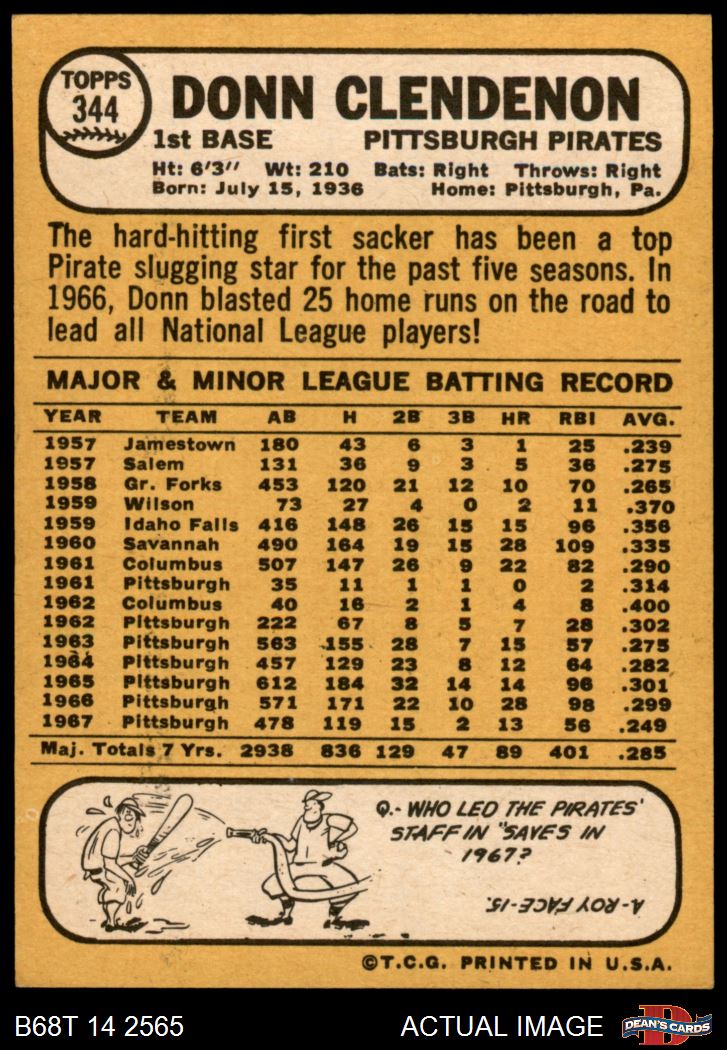 TOPPS
344
DONN CLENDENON
1st BASE PITTSBURGH PIRATES
Ht: 6'3" Wt: 210 Bats: Right Throws: Right
Born: July 15, 1936 Home: Pittsburgh, Pa.
The hard-hitting first sacker has been a top
Pirate slugging star for the past five seasons. In
1966, Donn blasted 25 home runs on the road to
lead all National League players!
MAJOR & MINOR LEAGUE BATTING RECORD
YEAR TEAM AB H 2B 3B HR RBI AVG.
1957 Jamestown 180 43 6 3 1 25 .239
1957 Salem 131 36 9 3 5 36 .275
1958 Gr. Forks 453 120 21 12 10 70 .265
1959 Wilson 73 27 4 0 2 11 .370
1959 Idaho Falls 416 148 26 15 15 96 .356
1960 Savannah 490 164 19 15 28 109 .335
1961 Columbus 507 147 26 9 22 82 .290
1961 Pittsburgh 35 11 1 1 0 2 .314
1962 Columbus 40 16 2 1 4 8 .400
1962 Pittsburgh 222 67 8 5 7 28 .302
1963 Pittsburgh 563 155 28 7 15 57 .275
1964 Pittsburgh 457 129 23 8 12 64 .282
1965 Pittsburgh 612 184 32 14 14 96 .301
1966 Pittsburgh 571 171 22 10 28 98 .299
1967 Pittsburgh 478 119 15 2 13 56 .249
Maj. Totals 7 Yrs. 2938 836 129 47 89 401 .285
Q.- WHO LED THE PIRATES'
STAFF IN "SAVES IN
1967?
A-ROY FACE-15.
©T.C.G. PRINTED IN U.S.A.
B68T 14 2565 ACTUAL IMAGE
D
DEAN'S CARDS